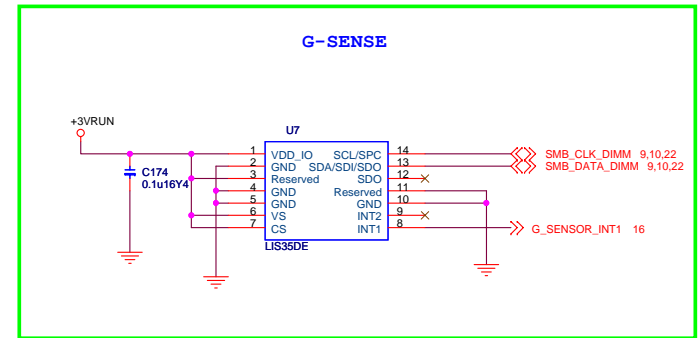 G-SENSE
+3VRUN
U7
C174
0.1u16Y4
1 VDD_IO SCL/SPC 14
2 GND SDA/SDI/SDO 13
3 Reserved SDO 12
4 GND Reserved 11
5 GND GND 10
6 VS INT2 9
7 CS INT1 8
LIS35DE
SMB_CLK_DIMM 9,10,22
SMB_DATA_DIMM 9,10,22
G_SENSOR_INT1 16